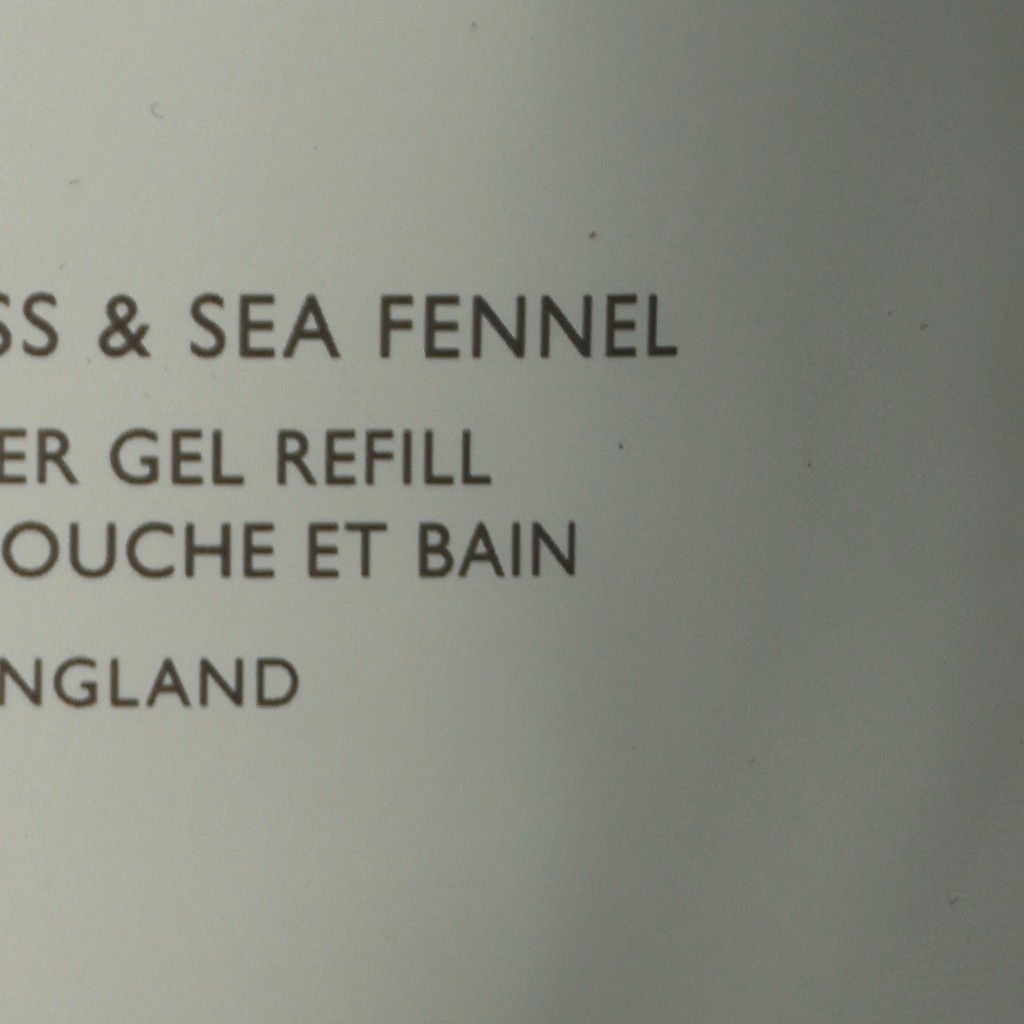 SS & SEA FENNEL
ER GEL REFILL
OUCHE ET BAIN
NGLAND